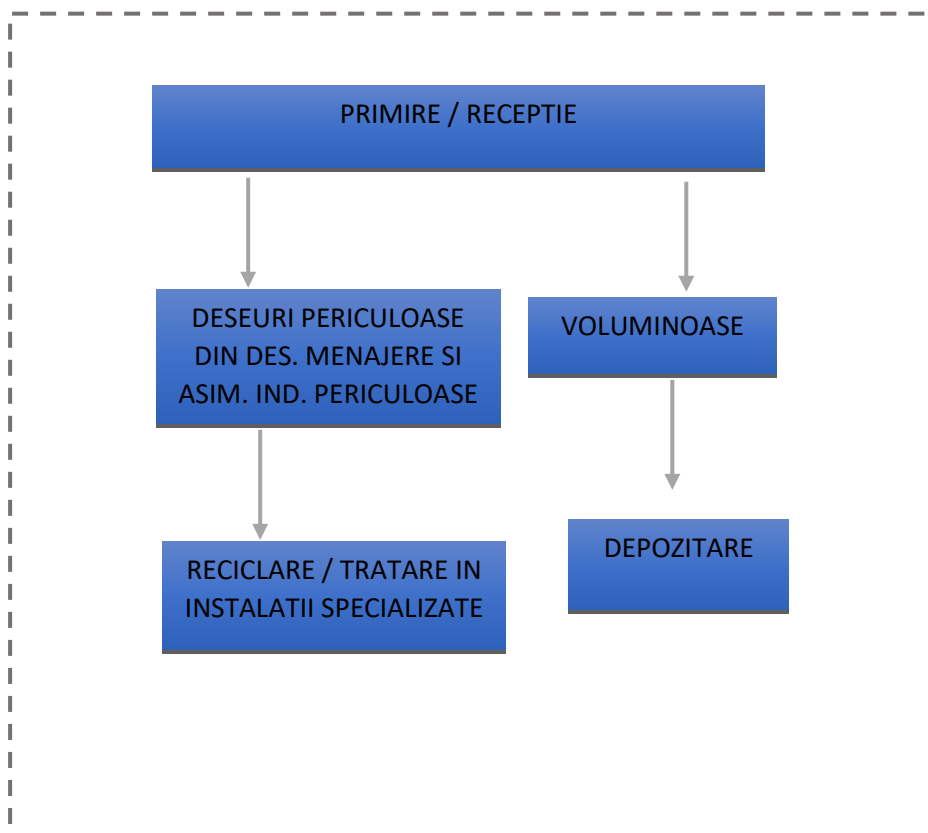 PRIMIRE / RECEPTIE
DESEURI PERICULOASE
DIN DES. MENAJERE SI
ASIM. IND. PERICULOASE
VOLUMINOASE
RECICLARE / TRATARE IN
INSTALATII SPECIALIZATE
DEPOZITARE